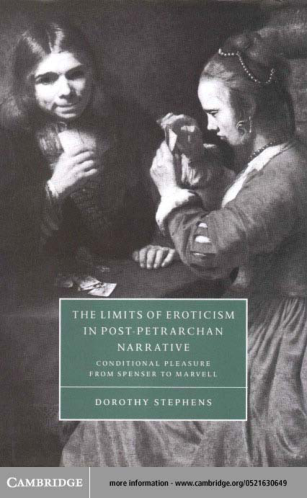 THE LIMITS OF EROTICISM
IN POST-PETRARCHAN
NARRATIVE
CONDITIONAL PLEASURE
FROM SPENSER TO MARVELL
DOROTHY STEPHENS
CAMBRIDGE
more information - www.cambridge.org/0521630649